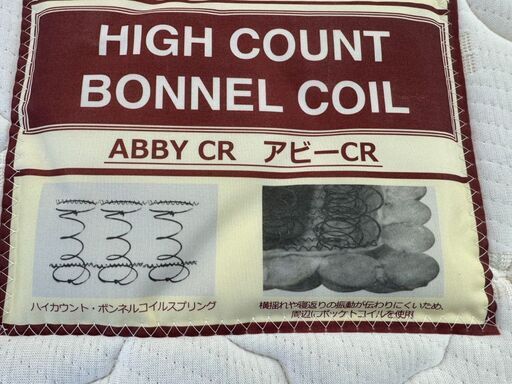 HIGH COUNT
BONNEL COIL
ABBY CR アビーCR
ハイカウント・ボンネルコイルスプリング
横揺れや寝返りの振動が伝わりにくいため、
周辺にポケットコイルを使用